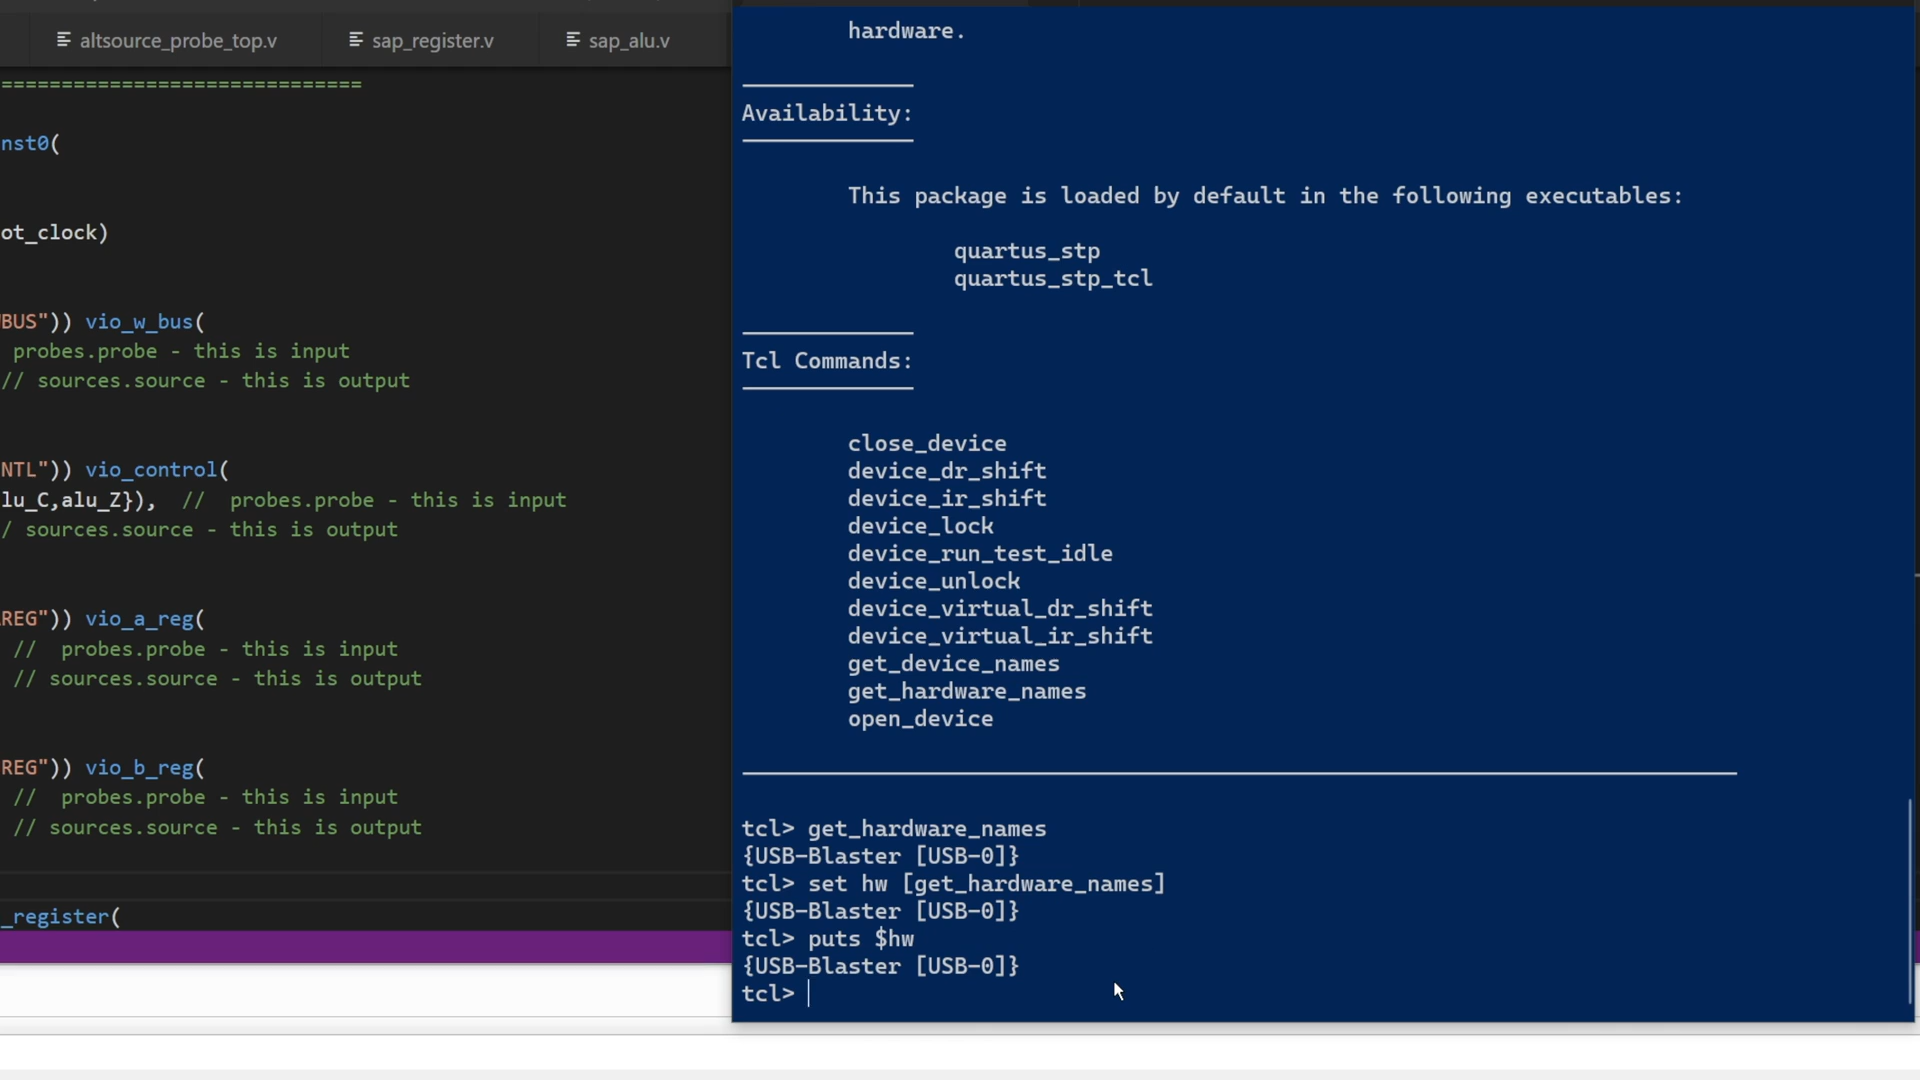 altsource_probe_top.v
sap_register.v
sap_alu.v
==============================
nst0(
ot_clock)
BUS")) vio_w_bus(
probes.probe - this is input
// sources.source - this is output
NTL")) vio_control(
lu_C,alu_Z}), // probes.probe - this is input
/ sources.source - this is output
REG")) vio_a_reg(
// probes.probe - this is input
// sources.source - this is output
REG")) vio_b_reg(
// probes.probe - this is input
// sources.source - this is output
_register(
hardware.
Availability:
This package is loaded by default in the following executables:
quartus_stp
quartus_stp_tcl
Tcl Commands:
close_device
device_dr_shift
device_ir_shift
device_lock
device_run_test_idle
device_unlock
device_virtual_dr_shift
device_virtual_ir_shift
get_device_names
get_hardware_names
open_device
tcl> get_hardware_names
{USB-Blaster [USB-0]}
tcl> set hw [get_hardware_names]
{USB-Blaster [USB-0]}
tcl> puts $hw
{USB-Blaster [USB-0]}
tcl>